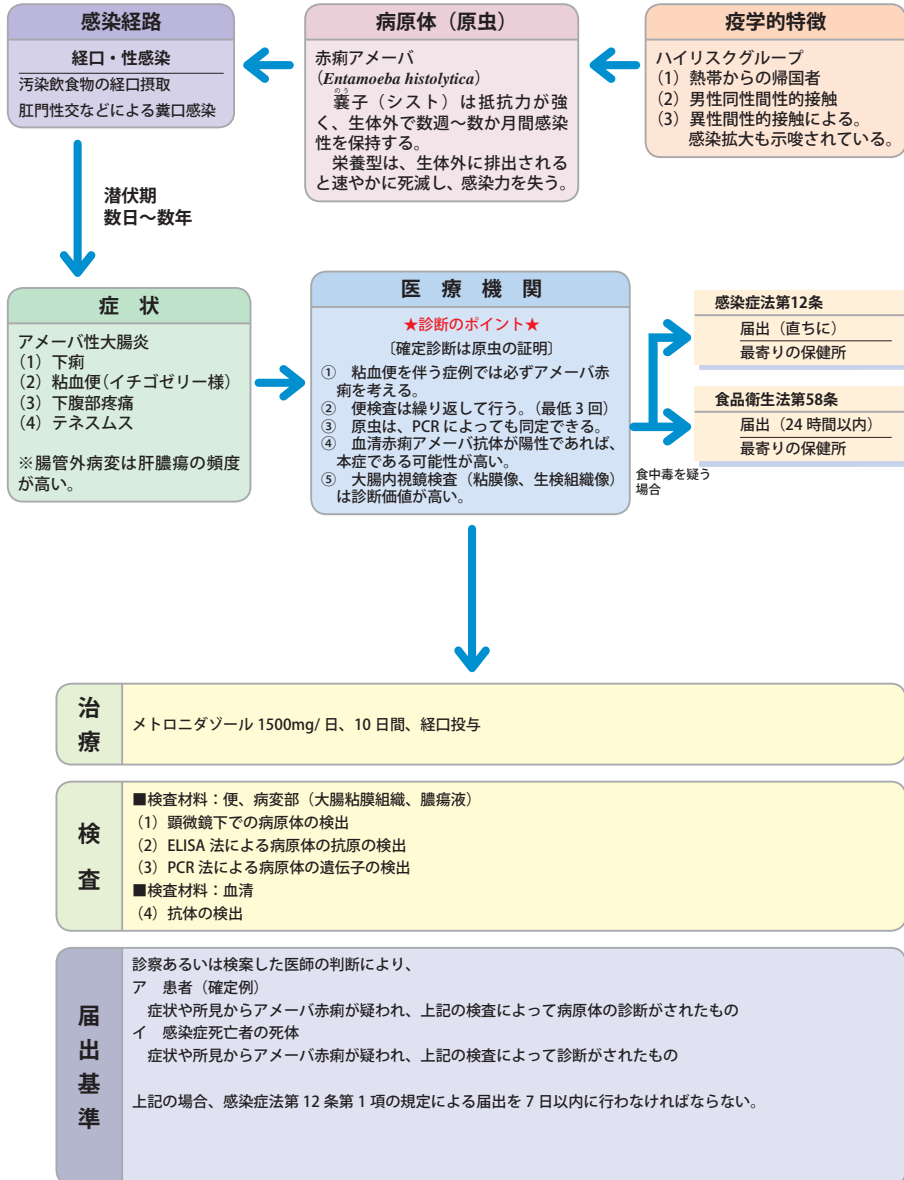 感染経路
経口・性感染
汚染飲食物の経口摂取
肛門性交などによる糞口感染
病原体（原虫）
赤痢アメーバ
（Entamoeba histolytica）
のう
嚢子（シスト）は抵抗力が強
く、生体外で数週～数か月間感染
性を保持する。
栄養型は、生体外に排出される
と速やかに死滅し、感染力を失う。
疫学的特徴
ハイリスクグループ
（1）熱帯からの帰国者
（2）男性同性間性的接触
（3）異性間性的接触による。
感染拡大も示唆されている。
潜伏期
数日～数年
症　状
アメーバ性大腸炎
（1）下痢
（2）粘血便（イチゴゼリー様）
（3）下腹部疼痛
（4）テネスムス
※腸管外病変は肝膿瘍の頻度
が高い。
医　療　機　関
★診断のポイント★
〔確定診断は原虫の証明〕
①　粘血便を伴う症例では必ずアメーバ赤
痢を考える。
②　便検査は繰り返して行う。（最低3回）
③　原虫は、PCRによっても同定できる。
④　血清赤痢アメーバ抗体が陽性であれば、
本症である可能性が高い。
⑤　大腸内視鏡検査（粘膜像、生検組織像）
は診断価値が高い。
感染症法第12条
届出（直ちに）
最寄りの保健所
食品衛生法第58条
届出（24時間以内）
最寄りの保健所
食中毒を疑う
場合
治療
メトロニダゾール 1500mg/ 日、10 日間、経口投与
検査
■検査材料：便、病変部（大腸粘膜組織、膿瘍液）
（1）顕微鏡下での病原体の検出
（2）ELISA 法による病原体の抗原の検出
（3）PCR 法による病原体の遺伝子の検出
■検査材料：血清
（4）抗体の検出
届出基準
診察あるいは検案した医師の判断により、
ア　患者（確定例）
症状や所見からアメーバ赤痢が疑われ、上記の検査によって病原体の診断がされたもの
イ　感染症死亡者の死体
症状や所見からアメーバ赤痢が疑われ、上記の検査によって診断がされたもの
上記の場合、感染症法第 12 条第 1 項の規定による届出を 7 日以内に行わなければならない。